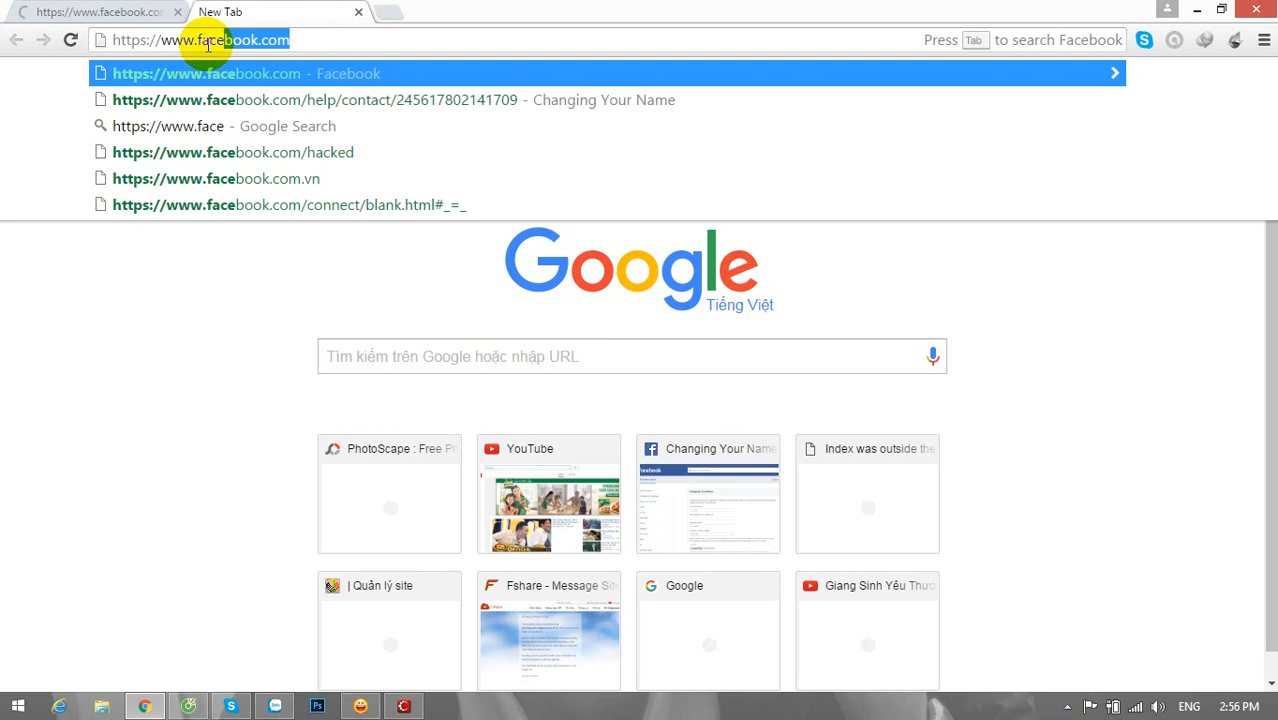 https://www.facebook.com
New Tab
https://www.facebook.com
Press Tab to search Facebook
https://www.facebook.com - Facebook
https://www.facebook.com/help/contact/245617802141709 - Changing Your Name
https://www.face - Google Search
https://www.facebook.com/hacked
https://www.facebook.com.vn
https://www.facebook.com/connect/blank.html#_=_
Google
Tiếng Việt
Tìm kiếm trên Google hoặc nhập URL
PhotoScape : Free Ph
YouTube
Changing Your Name
Index was outside the
| Quản lý site
Fshare - Message Site
Google
Giang Sinh Yêu Thươ
ENG
2:56 PM